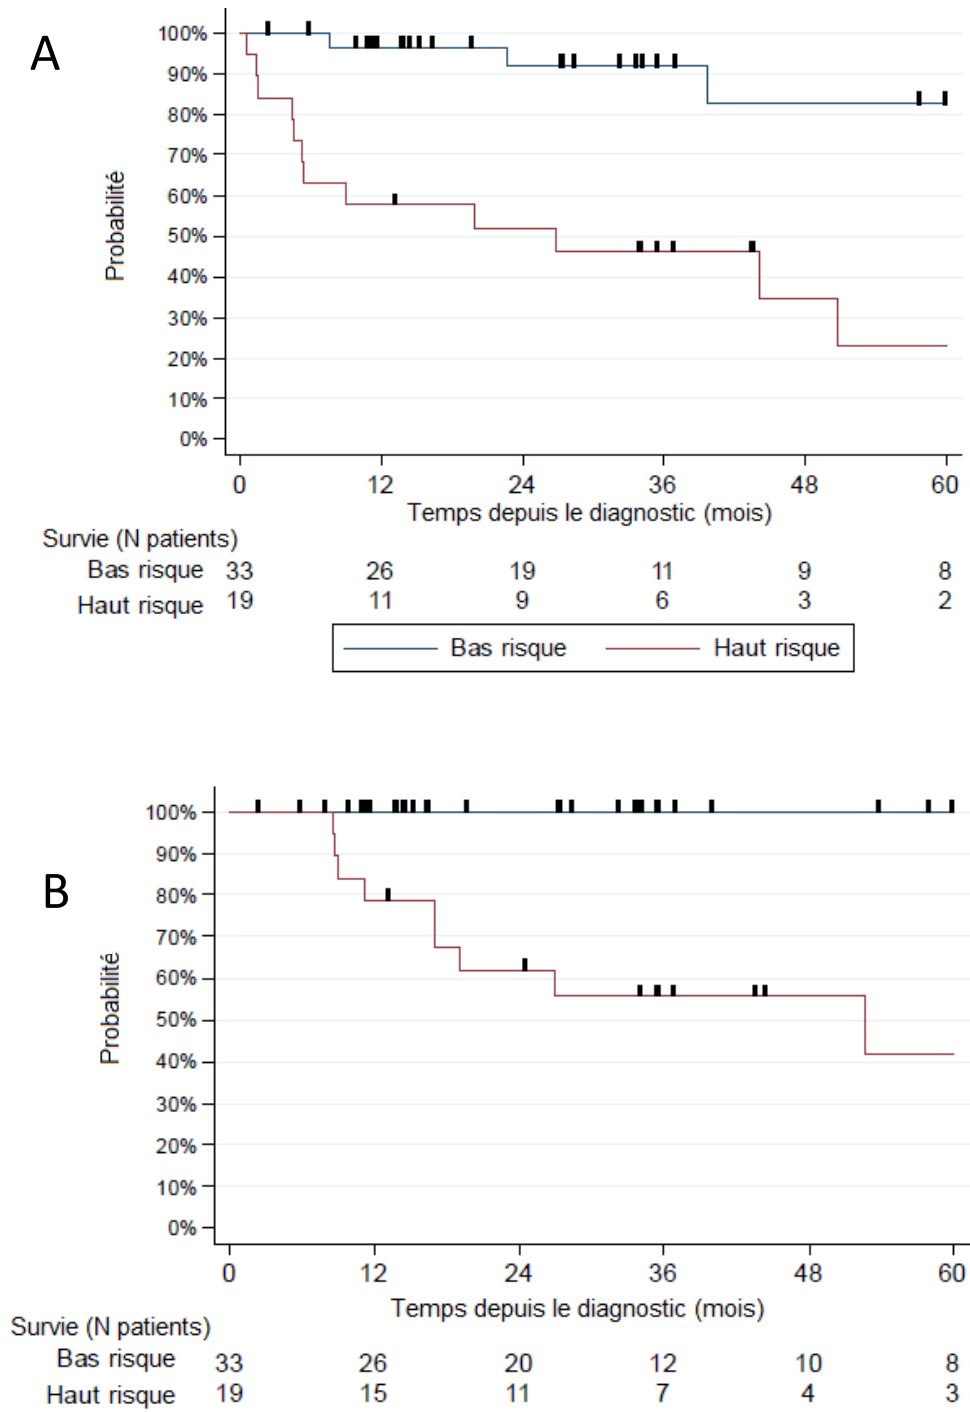 A
100%
90%
80%
70%
60%
50%
40%
30%
20%
10%
0%
Probabilité
0 12 24 36 48 60
Temps depuis le diagnostic (mois)
Survie (N patients)
Bas risque 33 26 19 11 9 8
Haut risque 19 11 9 6 3 2
Bas risque Haut risque
B
100%
90%
80%
70%
60%
50%
40%
30%
20%
10%
0%
Probabilité
0 12 24 36 48 60
Temps depuis le diagnostic (mois)
Survie (N patients)
Bas risque 33 26 20 12 10 8
Haut risque 19 15 11 7 4 3